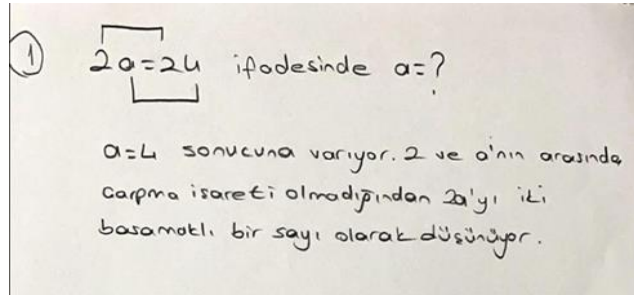 1 2a=24 ifadesinde a=?
a=4 sonucuna varıyor. 2 ve a'nın arasında
çarpma isareti olmadığından 2a'yı iki
basamaklı bir sayı olarak düşünüyor.